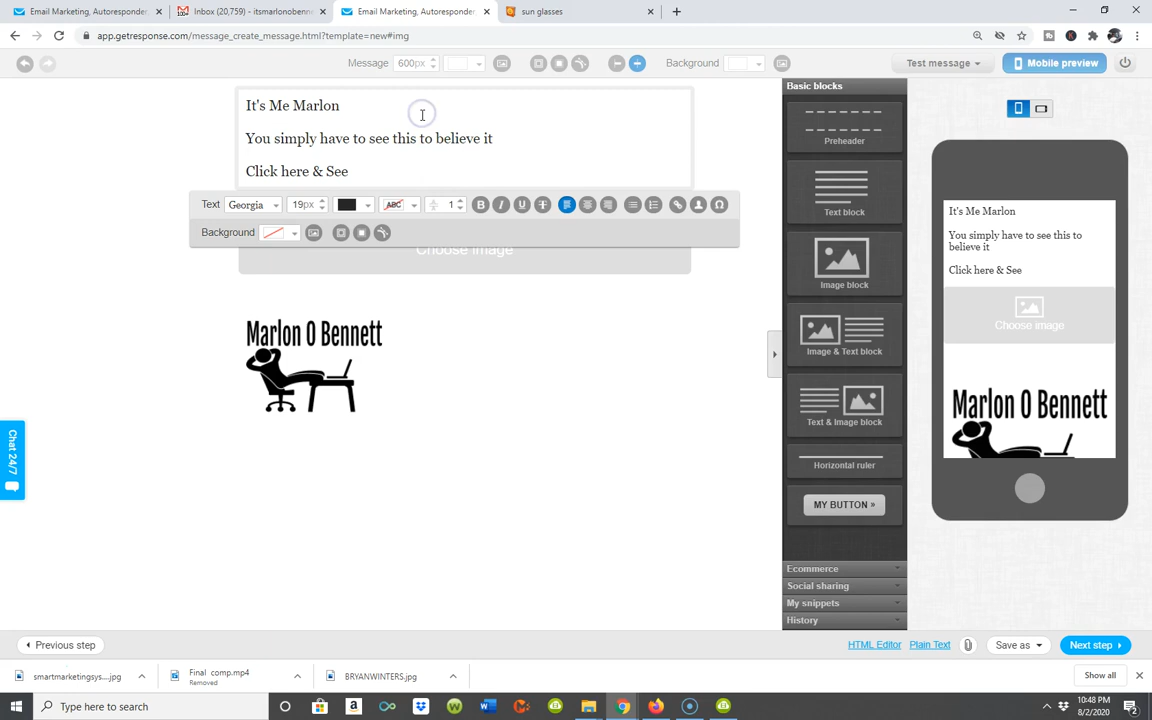 Email Marketing, Autoresponder
Inbox (20,759) - itsmarlonobenn
Email Marketing, Autoresponder
sun glasses
app.getresponse.com/message_create_message.html?template=new#img
Message 600px
Background
Test message
Mobile preview
It's Me Marlon
You simply have to see this to believe it
Click here & See
Text Georgia 19px ABC 1 B I U T
Background
Choose image
Marlon O Bennett
Basic blocks
Preheader
Text block
Image block
Image & Text block
Text & Image block
Horizontal ruler
MY BUTTON »
Ecommerce
Social sharing
My snippets
History
It's Me Marlon
You simply have to see this to
believe it
Click here & See
Choose image
Marlon O Bennett
Chat 24/7
Previous step
HTML Editor
Plain Text
Save as
Next step
smartmarketingsys....jpg
Final comp.mp4
Removed
BRYANWINTERS.jpg
Show all
Type here to search
10:48 PM
8/2/2020
2